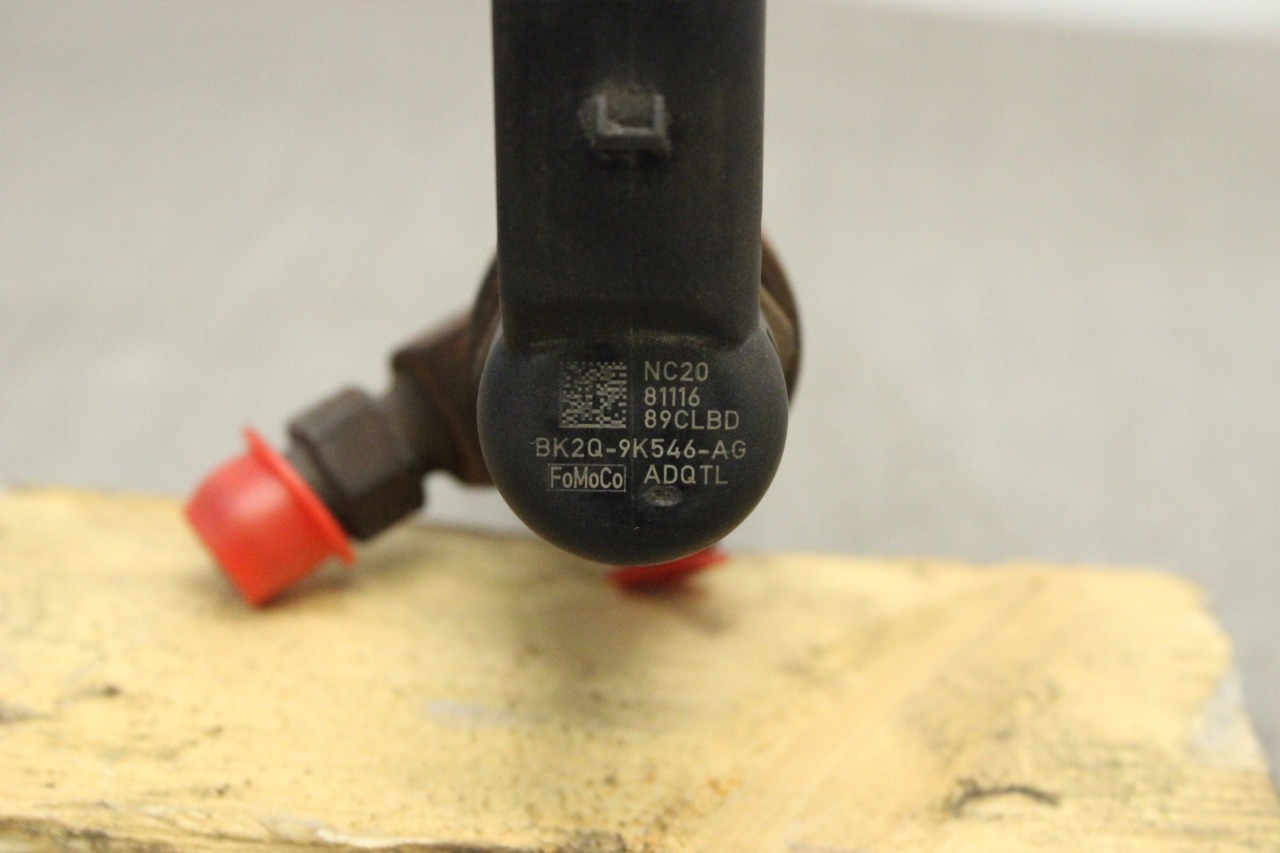 NC20
81116
89CLBD
BK2Q-9K546-AG
FoMoCo ADQTL